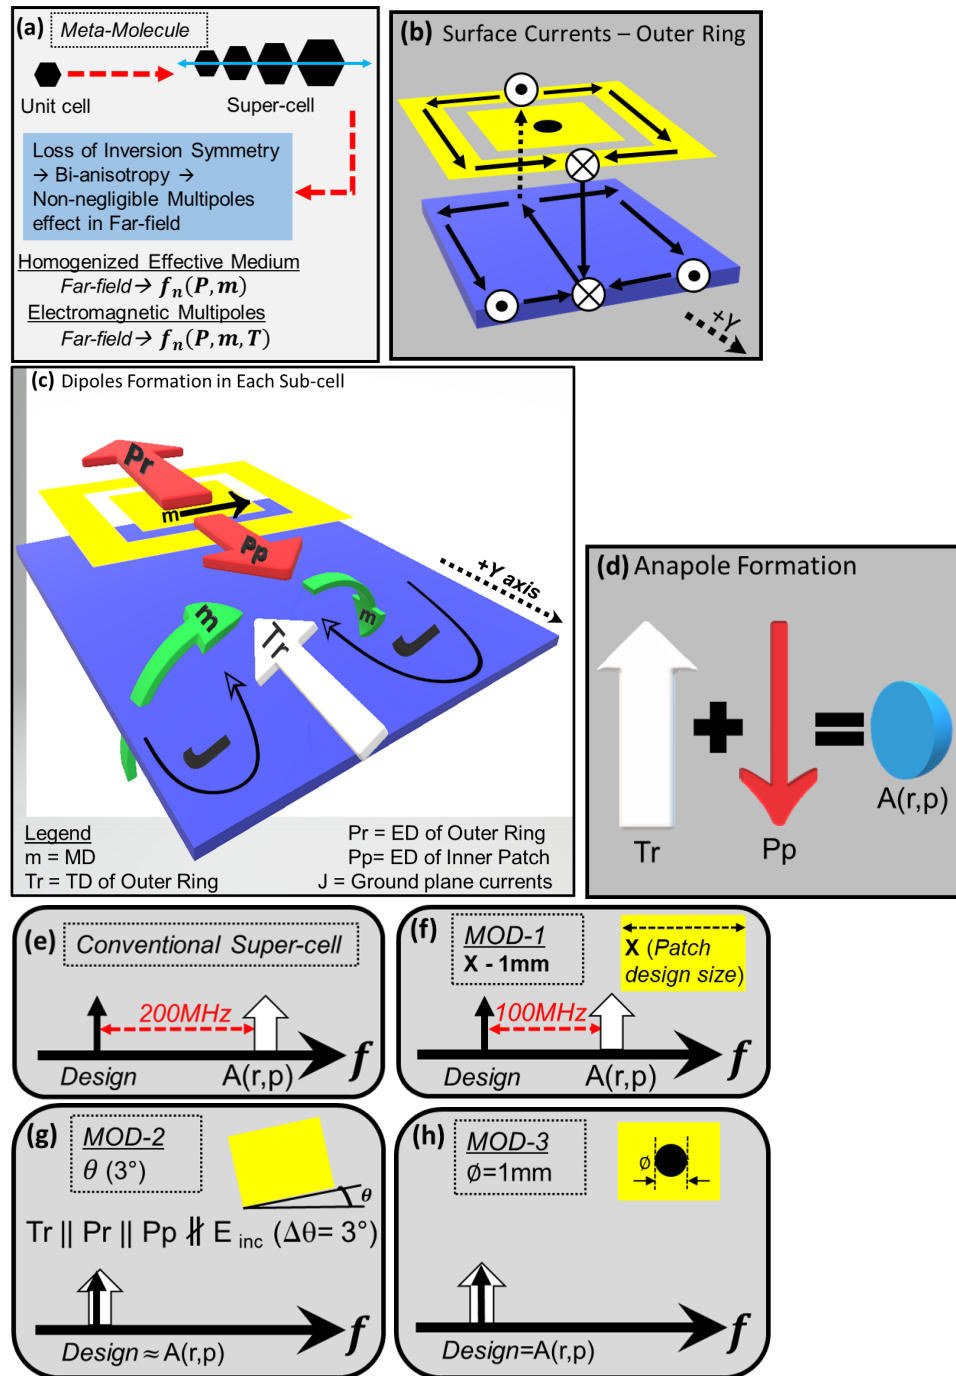 (a)
Meta-Molecule
Unit cell
Super-cell
Loss of Inversion Symmetry
→ Bi-anisotropy →
Non-negligible Multipoles
effect in Far-field
Homogenized Effective Medium
Far-field → fₙ(P, m)
Electromagnetic Multipoles
Far-field → fₙ(P, m, T)
(b) Surface Currents – Outer Ring
+Y
(c) Dipoles Formation in Each Sub-cell
Pr
m
Pp
+Y axis
m
m
Tr
J
J
Legend
m = MD
Tr = TD of Outer Ring
Pr = ED of Outer Ring
Pp= ED of Inner Patch
J = Ground plane currents
(d) Anapole Formation
Tr
Pp
A(r,p)
(e)
Conventional Super-cell
200MHz
Design
A(r,p)
f
(f)
MOD-1
X - 1mm
X (Patch
design size)
100MHz
Design
A(r,p)
f
(g)
MOD-2
θ (3°)
θ
Tr || Pr || Pp ∦ E inc (Δθ= 3°)
Design ≈ A(r,p)
f
(h)
MOD-3
∅=1mm
∅
Design=A(r,p)
f